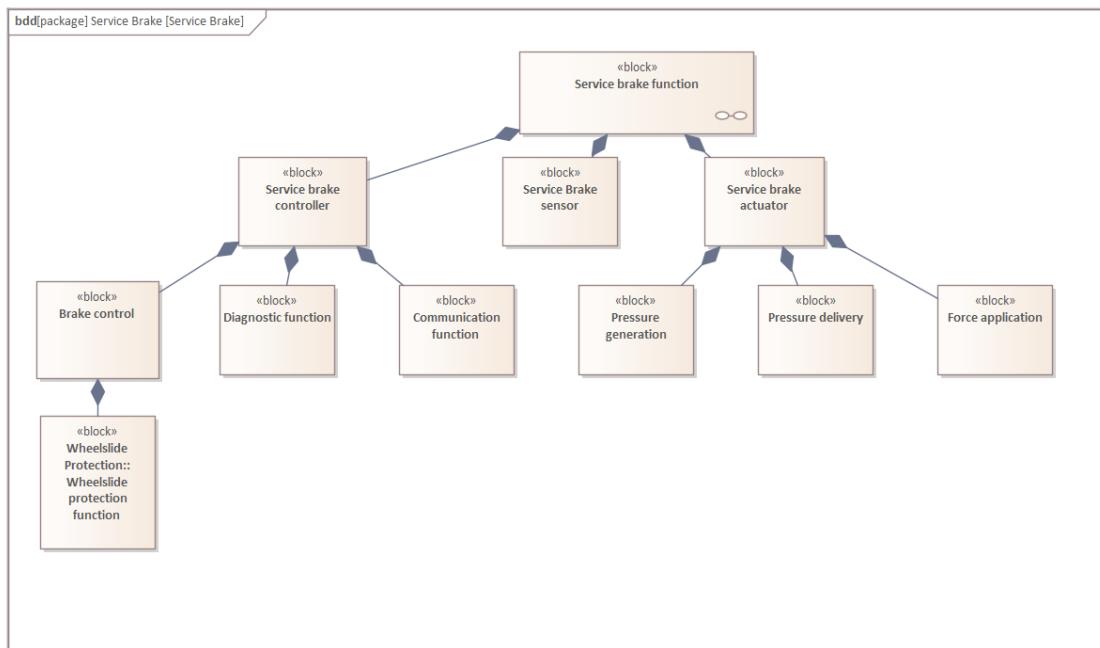 bdd[package] Service Brake [Service Brake]
«block»
Service brake function
«block»
Service brake
controller
«block»
Service Brake
sensor
«block»
Service brake
actuator
«block»
Brake control
«block»
Diagnostic function
«block»
Communication
function
«block»
Pressure
generation
«block»
Pressure delivery
«block»
Force application
«block»
Wheelslide
Protection::
Wheelslide
protection
function